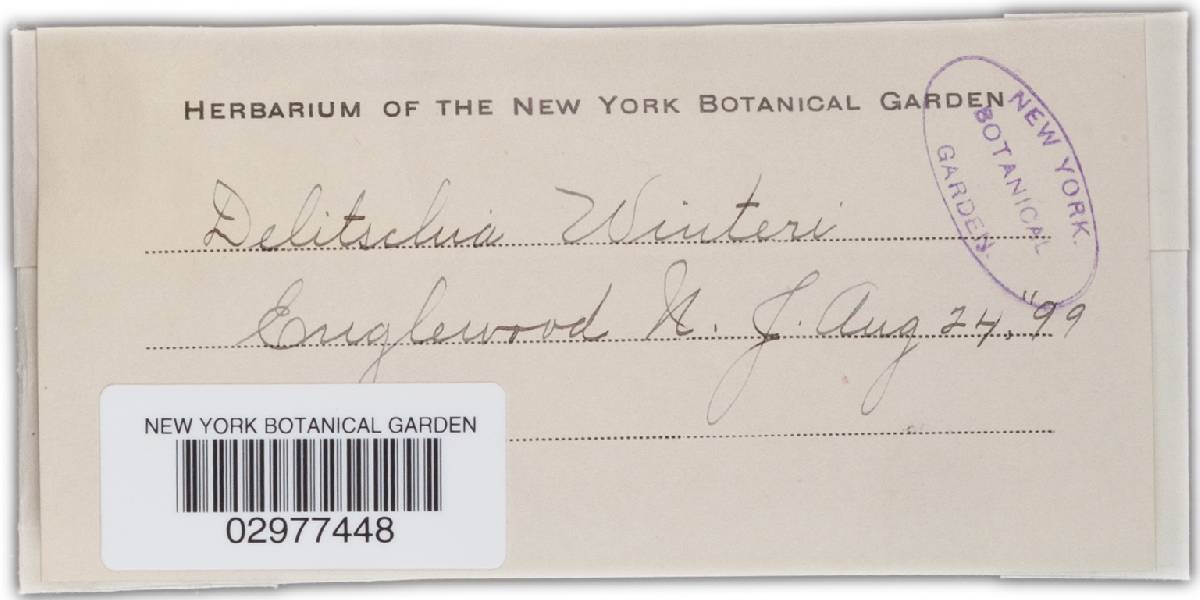 HERBARIUM OF THE NEW YORK BOTANICAL GARDEN
NEW YORK.
BOTANICAL
GARDEN.
Delitschia Winteri
Englewood N. J. Aug 24, "99
NEW YORK BOTANICAL GARDEN
02977448